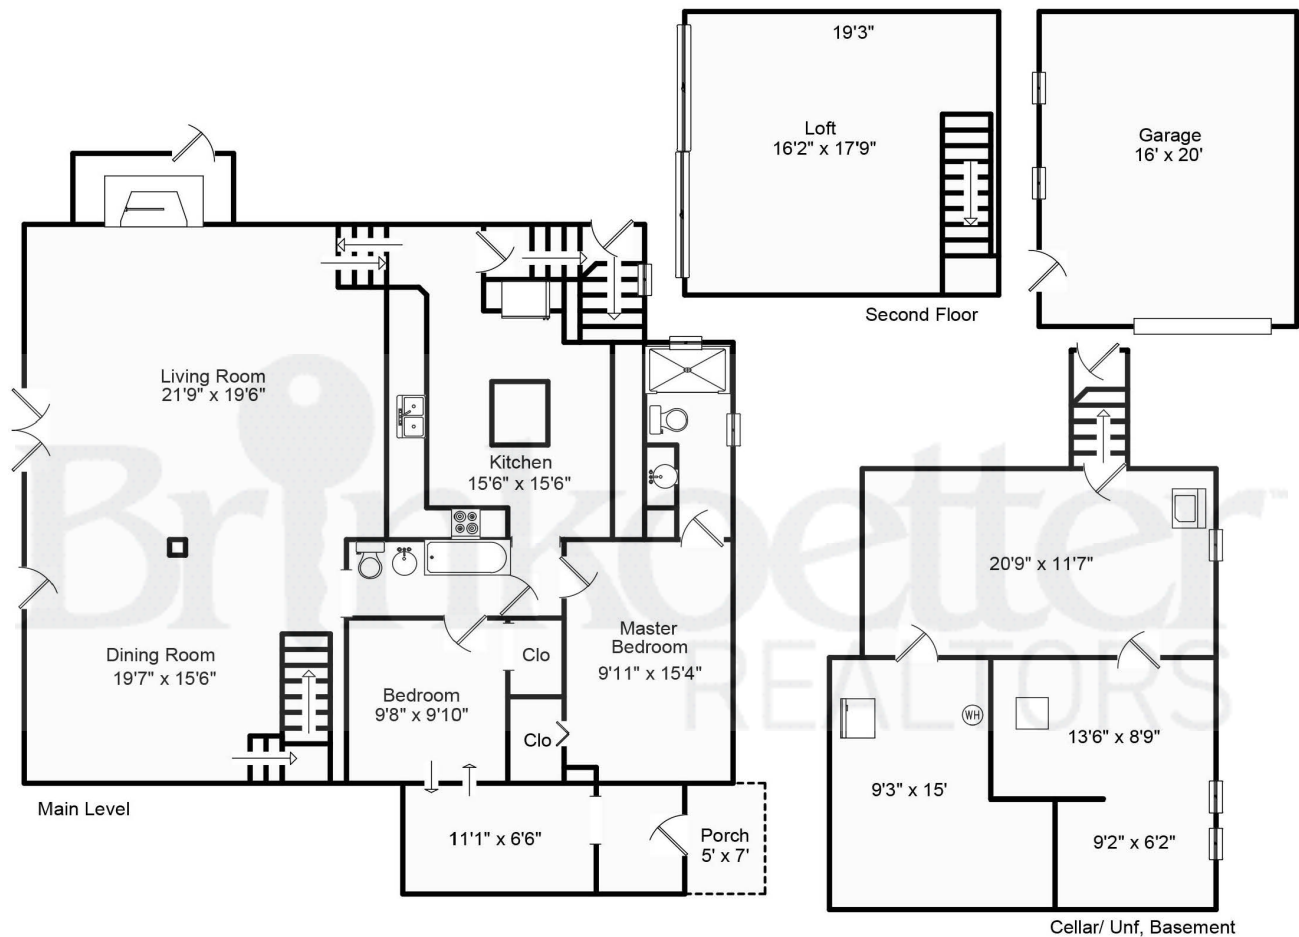 19'3"
Loft
16'2" x 17'9"
Second Floor
Garage
16' x 20'
Living Room
21'9" x 19'6"
Kitchen
15'6" x 15'6"
Dining Room
19'7" x 15'6"
Master
Bedroom
9'11" x 15'4"
Bedroom
9'8" x 9'10"
Clo
Clo
Main Level
11'1" x 6'6"
Porch
5' x 7'
20'9" x 11'7"
WH
13'6" x 8'9"
9'3" x 15'
9'2" x 6'2"
Cellar/ Unf, Basement
Brinkoetter™
REALTORS